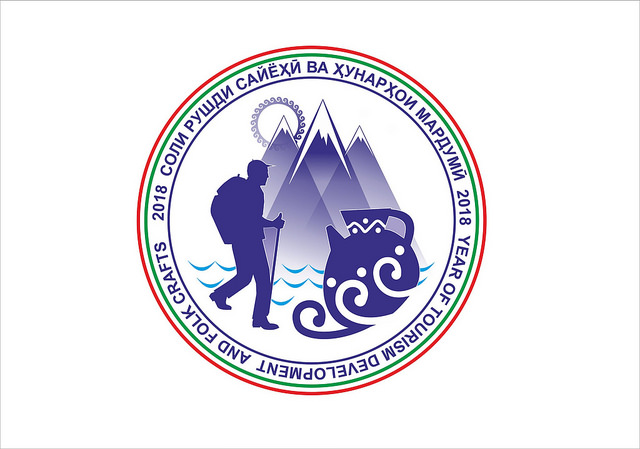 2018 СОЛИ РУШДИ САЙЁҲӢ ВА ҲУНАРҲОИ МАРДУМӢ
2018 YEAR OF TOURISM DEVELOPMENT AND FOLK CRAFTS